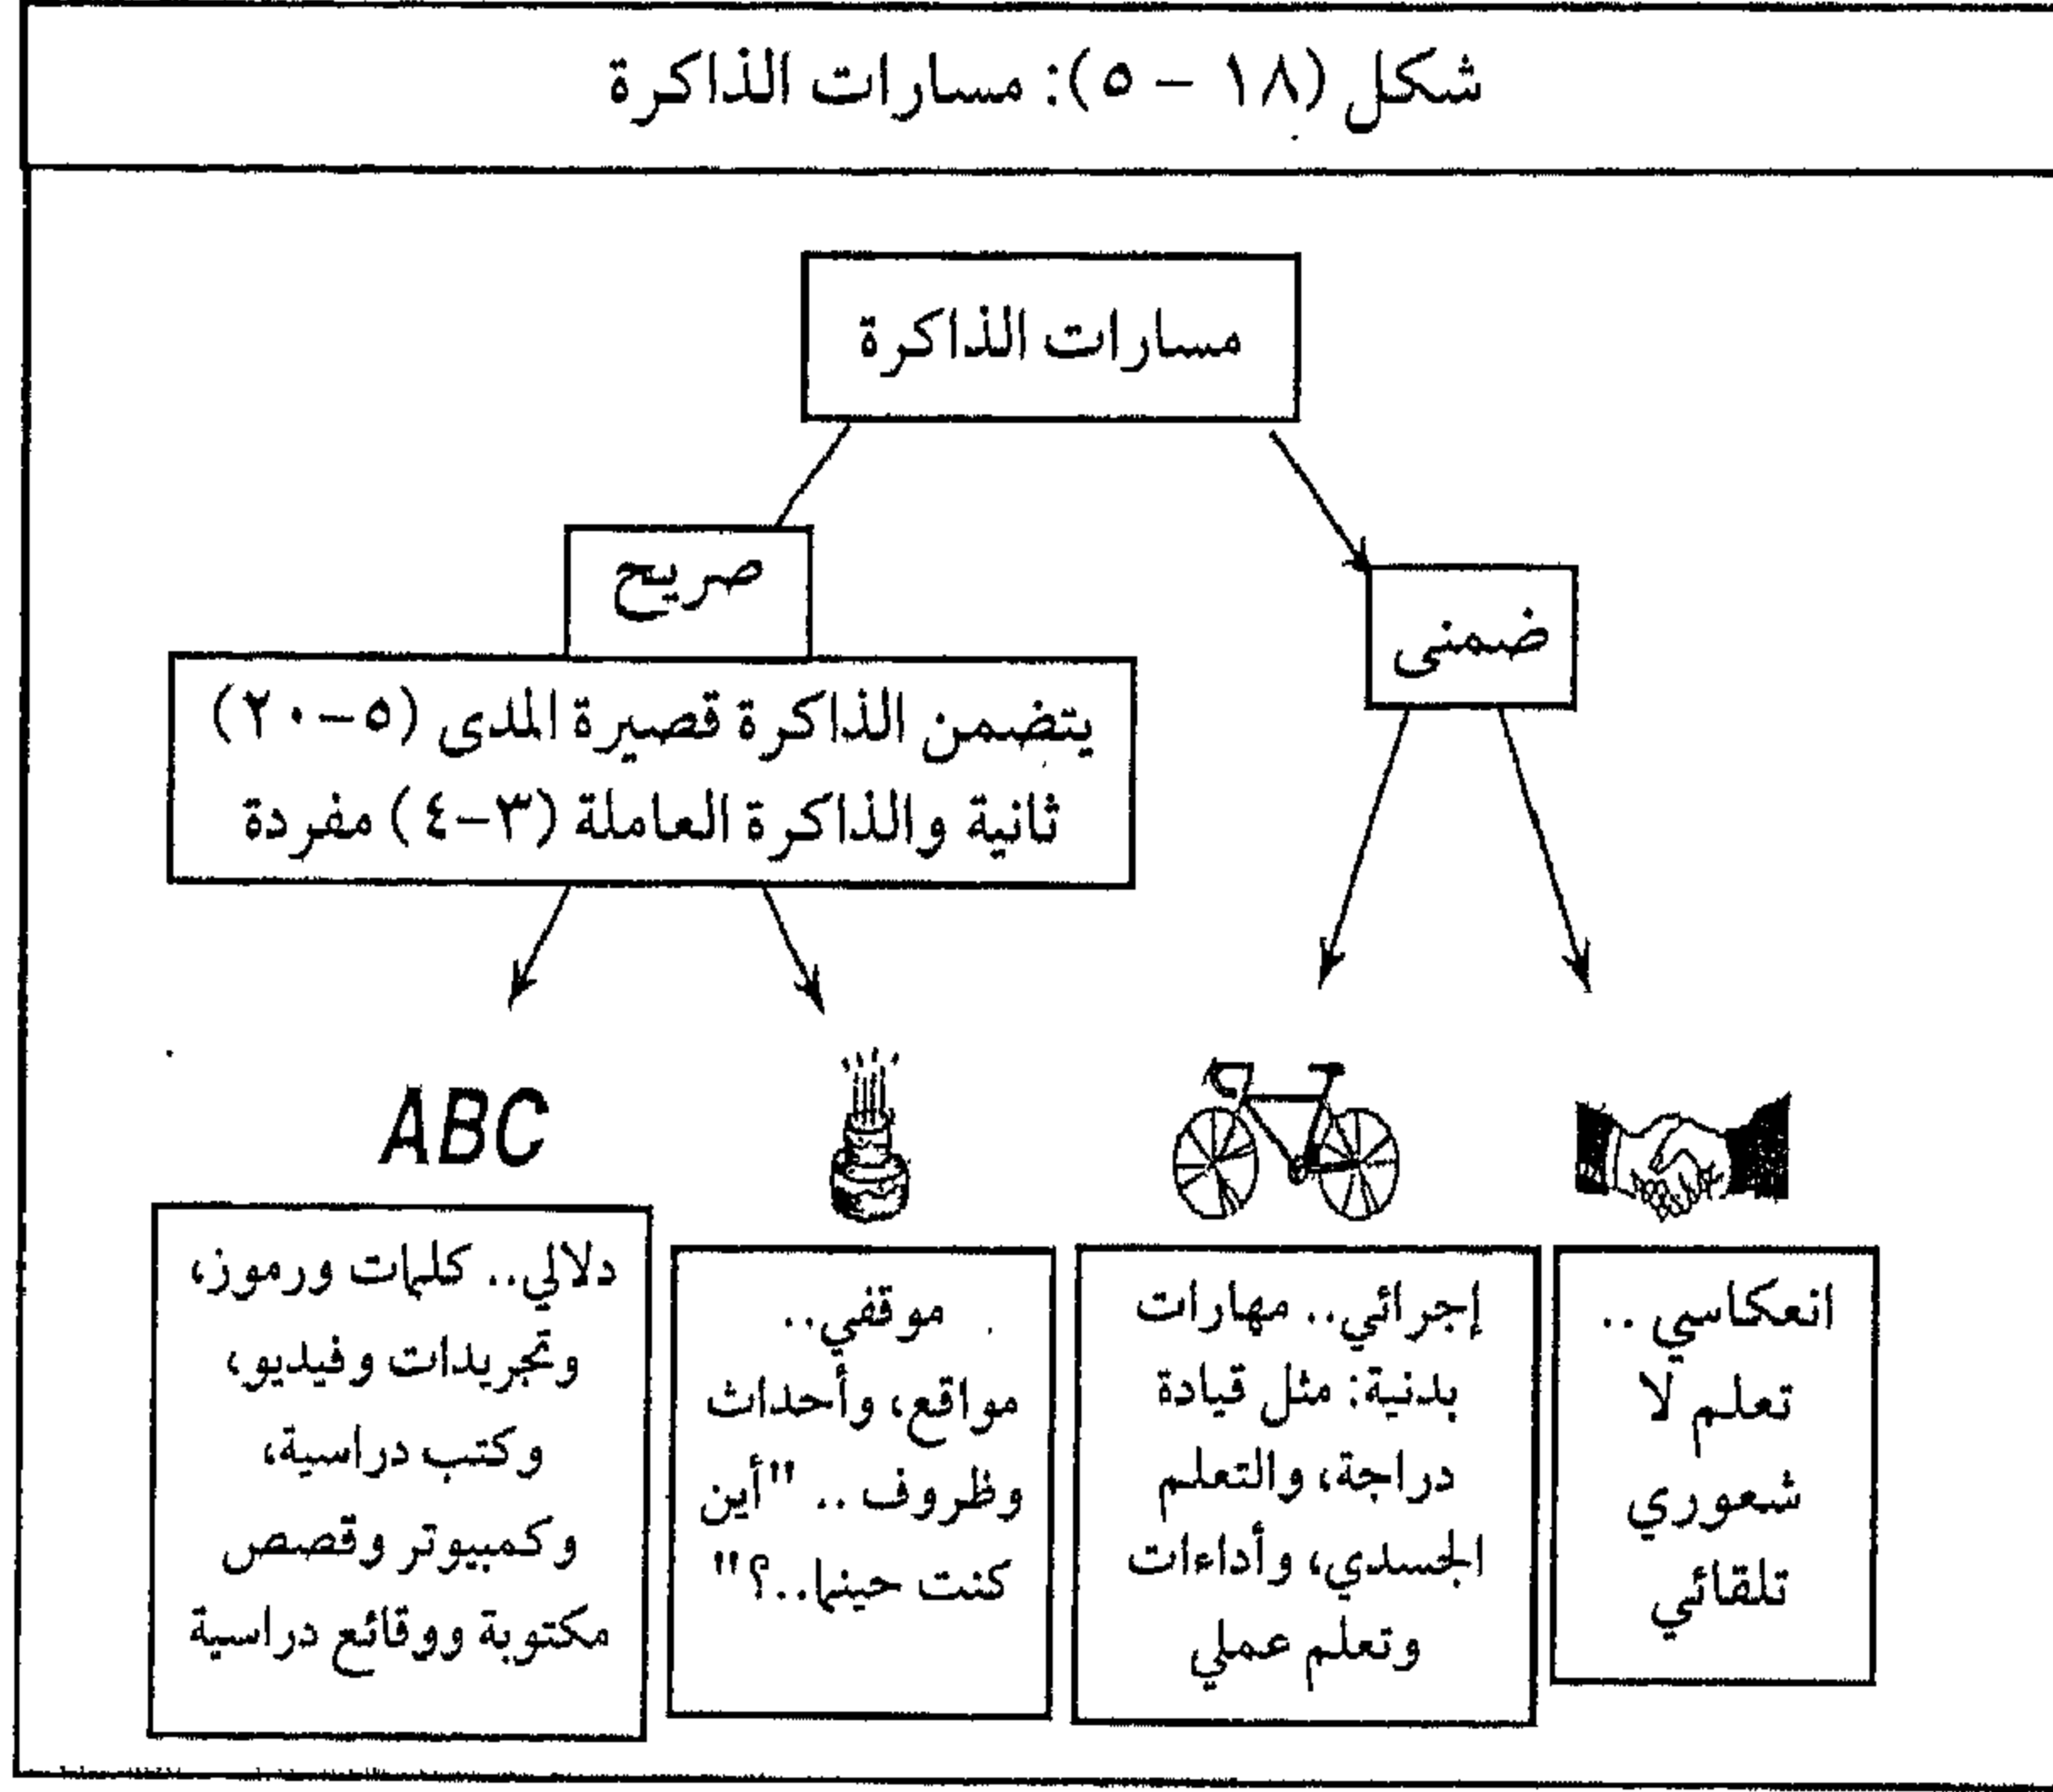 شكل (١٨ – ٥): مسارات الذاكرة
مسارات الذاكرة
ضمنى
صريح
يتضمن الذاكرة قصيرة المدى (٥–٢٠)
ثانية والذاكرة العاملة (٣–٤) مفردة
انعكاسي ..
تعلم لا
شعوري
تلقائي
إجرائي.. مهارات
بدنية: مثل قيادة
دراجة، والتعلم
الجسدي، وأداءات
وتعلم عملي
موقفي..
مواقع، وأحداث
وظروف .. "أين
كنت حينما..؟"
ABC
دلالي.. كلمات ورموز،
وتجريدات وفيديو،
وكتب دراسية،
وكمبيوتر وقصص
مكتوبة ووقائع دراسية